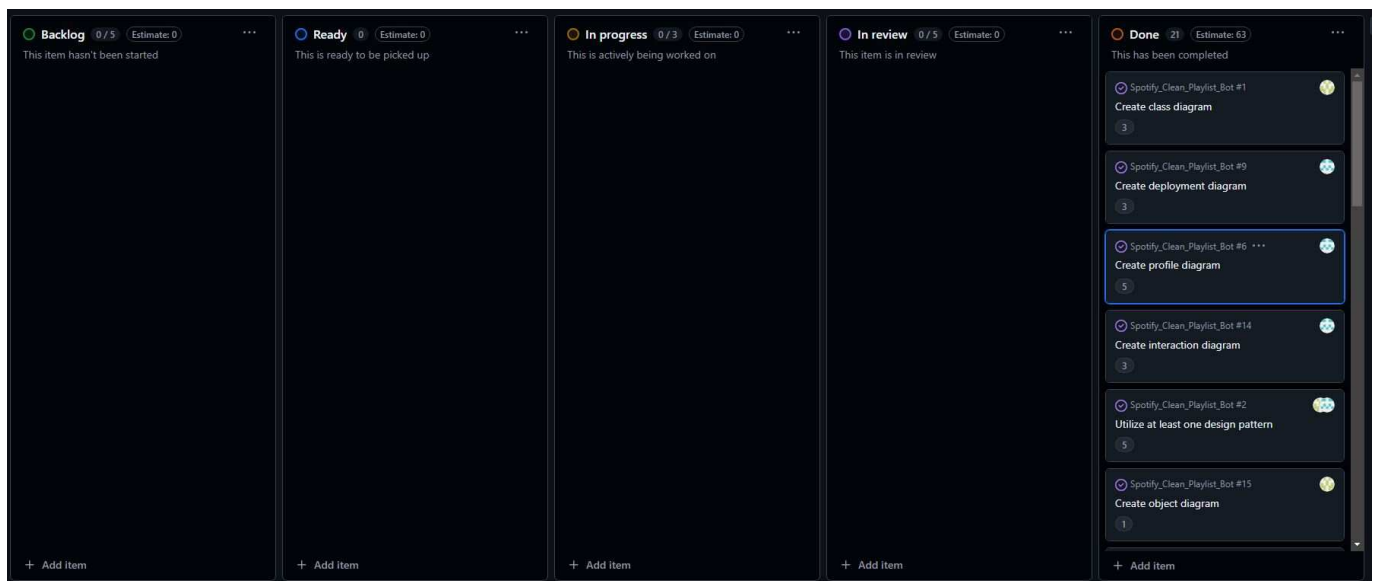 Backlog 0 / 5 Estimate: 0 ...
This item hasn't been started
+ Add item
Ready 0 Estimate: 0 ...
This is ready to be picked up
+ Add item
In progress 0 / 3 Estimate: 0 ...
This is actively being worked on
+ Add item
In review 0 / 5 Estimate: 0 ...
This item is in review
+ Add item
Done 21 Estimate: 63 ...
This has been completed
Spotify_Clean_Playlist_Bot #1
Create class diagram
3
Spotify_Clean_Playlist_Bot #9
Create deployment diagram
3
Spotify_Clean_Playlist_Bot #6 ...
Create profile diagram
5
Spotify_Clean_Playlist_Bot #14
Create interaction diagram
3
Spotify_Clean_Playlist_Bot #2
Utilize at least one design pattern
5
Spotify_Clean_Playlist_Bot #15
Create object diagram
1
+ Add item